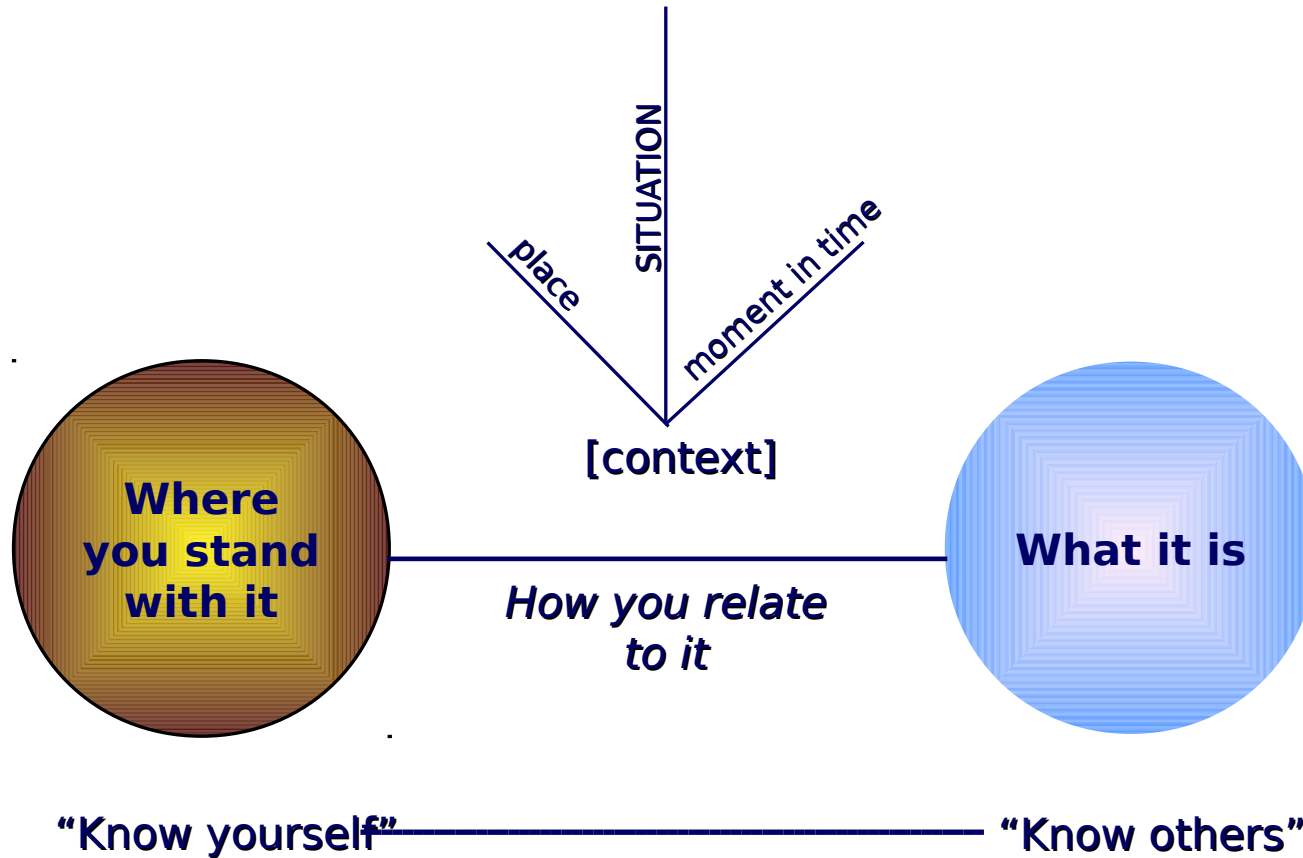 SITUATION
place
moment in time
[context]
Where
you stand
with it
How you relate
to it
What it is
“Know yourself”
“Know others”